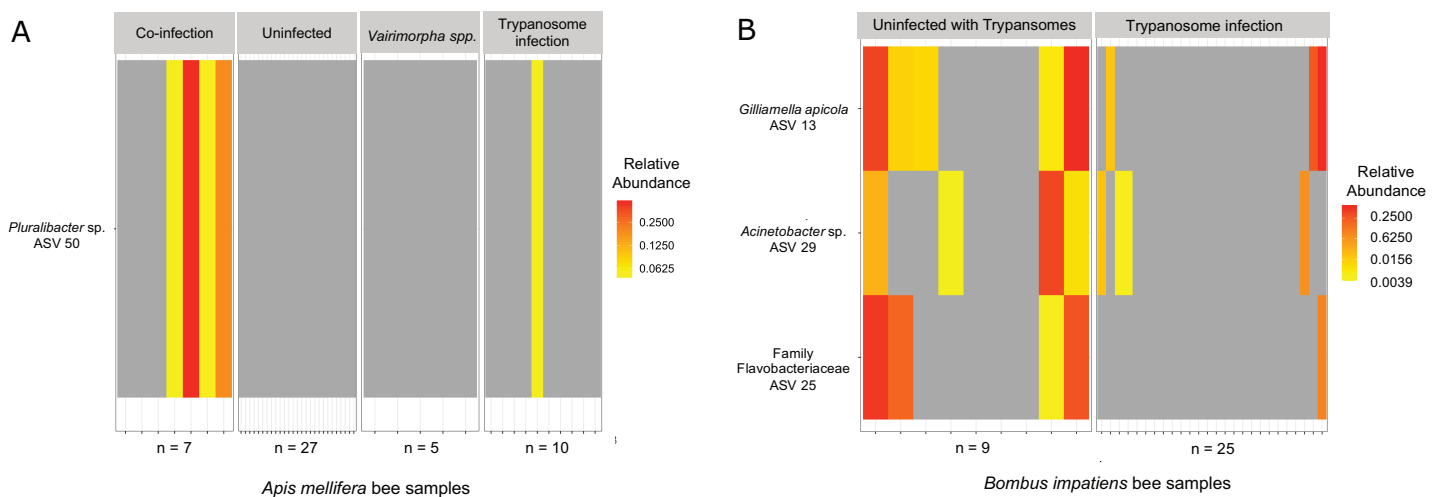 A
Co-infection
Uninfected
Vairimorpha spp.
Trypanosome
infection
Pluralibacter sp.
ASV 50
Relative
Abundance
0.2500
0.1250
0.0625
n = 7
n = 27
n = 5
n = 10
Apis mellifera bee samples
B
Uninfected with Trypansomes
Trypanosome infection
Gilliamella apicola
ASV 13
Acinetobacter sp.
ASV 29
Family
Flavobacteriaceae
ASV 25
Relative
Abundance
0.2500
0.6250
0.0156
0.0039
n = 9
n = 25
Bombus impatiens bee samples